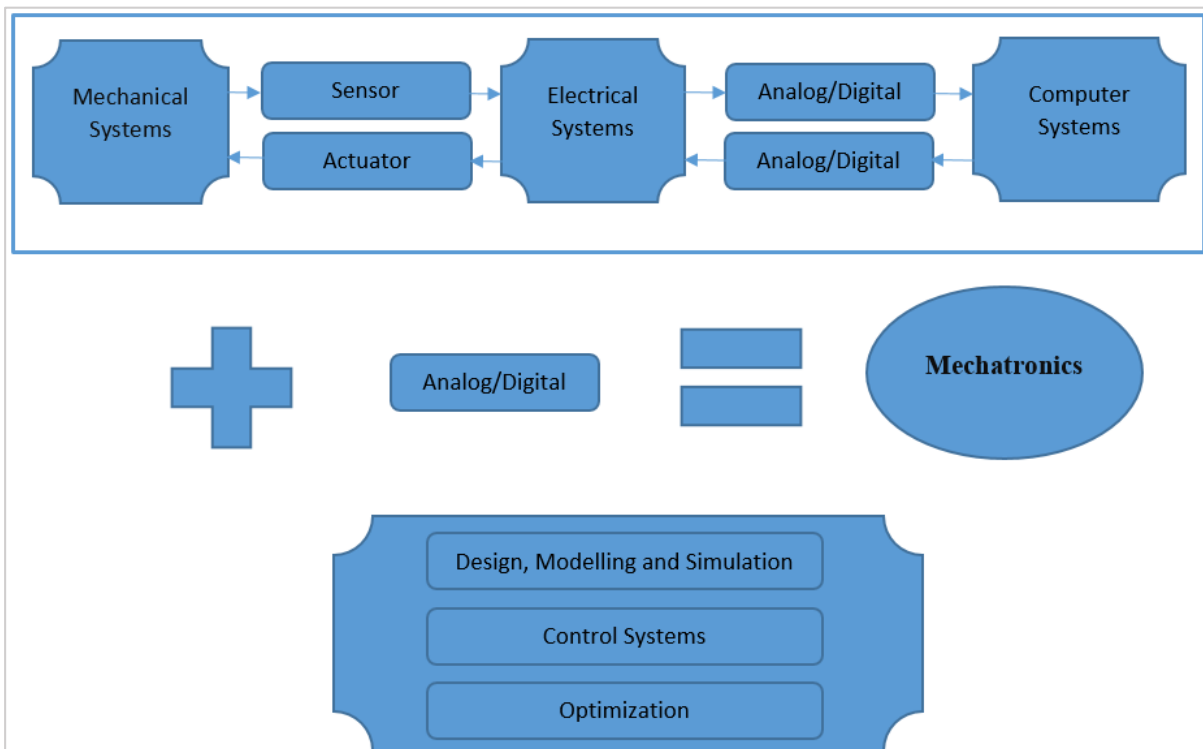 Mechanical
Systems
Sensor
Actuator
Electrical
Systems
Analog/Digital
Analog/Digital
Computer
Systems
Analog/Digital
Mechatronics
Design, Modelling and Simulation
Control Systems
Optimization